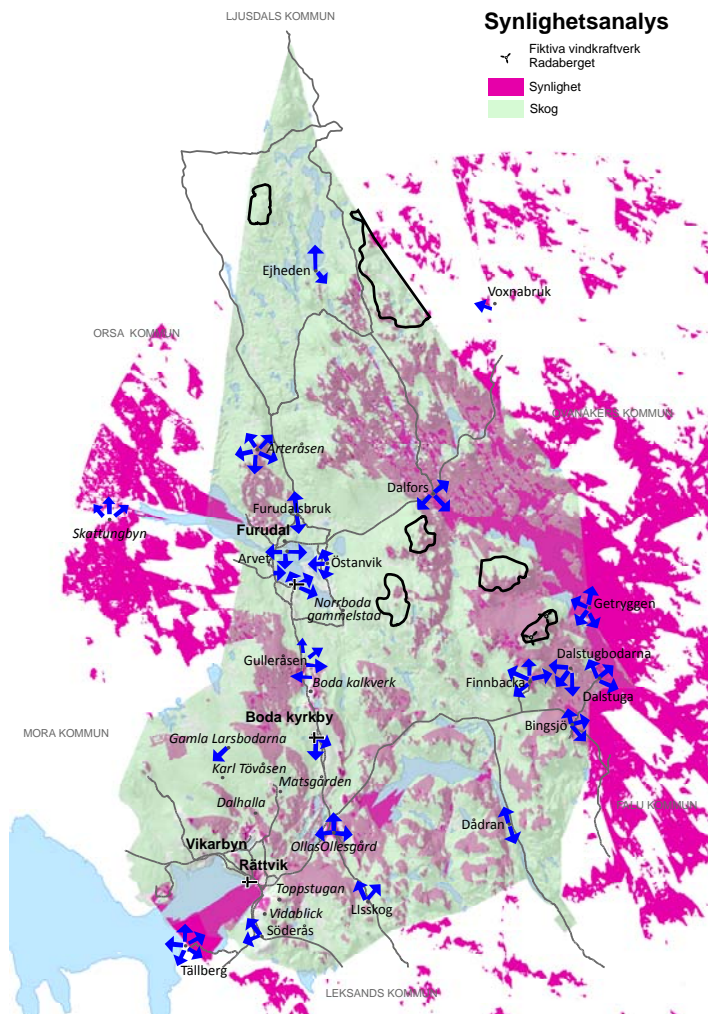 LJUSDALS KOMMUN
Synlighetsanalys
Fiktiva vindkraftverk
Radaberget
Synlighet
Skog
Ejheden
Voxnabruk
ORSA KOMMUN
OVANÅKERS KOMMUN
Arteråsen
Dalfors
Furudalsbruk
Skattungbyn
Furudal
Arvet
Östanvik
Norrboda
gammelstad
Getryggen
Gulleråsen
Dalstugbodarna
Finnbacka
Boda kalkverk
Dalstuga
Boda kyrkby
Bingsjö
MORA KOMMUN
Gamla Larsbodarna
Karl Tövåsen
Matsgården
FALU KOMMUN
Dalhalla
Dådran
Vikarbyn
OllasOllesgård
Rättvik
Toppstugan
Lisskog
Vidablick
Söderås
Tällberg
LEKSANDS KOMMUN